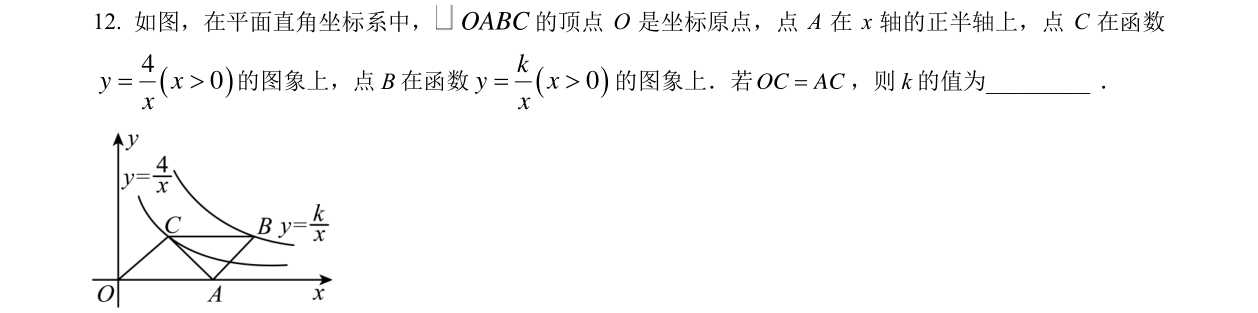 12. 如图，在平面直角坐标系中，▱ OABC 的顶点 O 是坐标原点，点 A 在 x 轴的正半轴上，点 C 在函数
y = 4/x (x > 0) 的图象上，点 B 在函数 y = k/x (x > 0) 的图象上．若 OC = AC ，则 k 的值为________ ．
y
y=4/x
C
B y=k/x
O
A
x